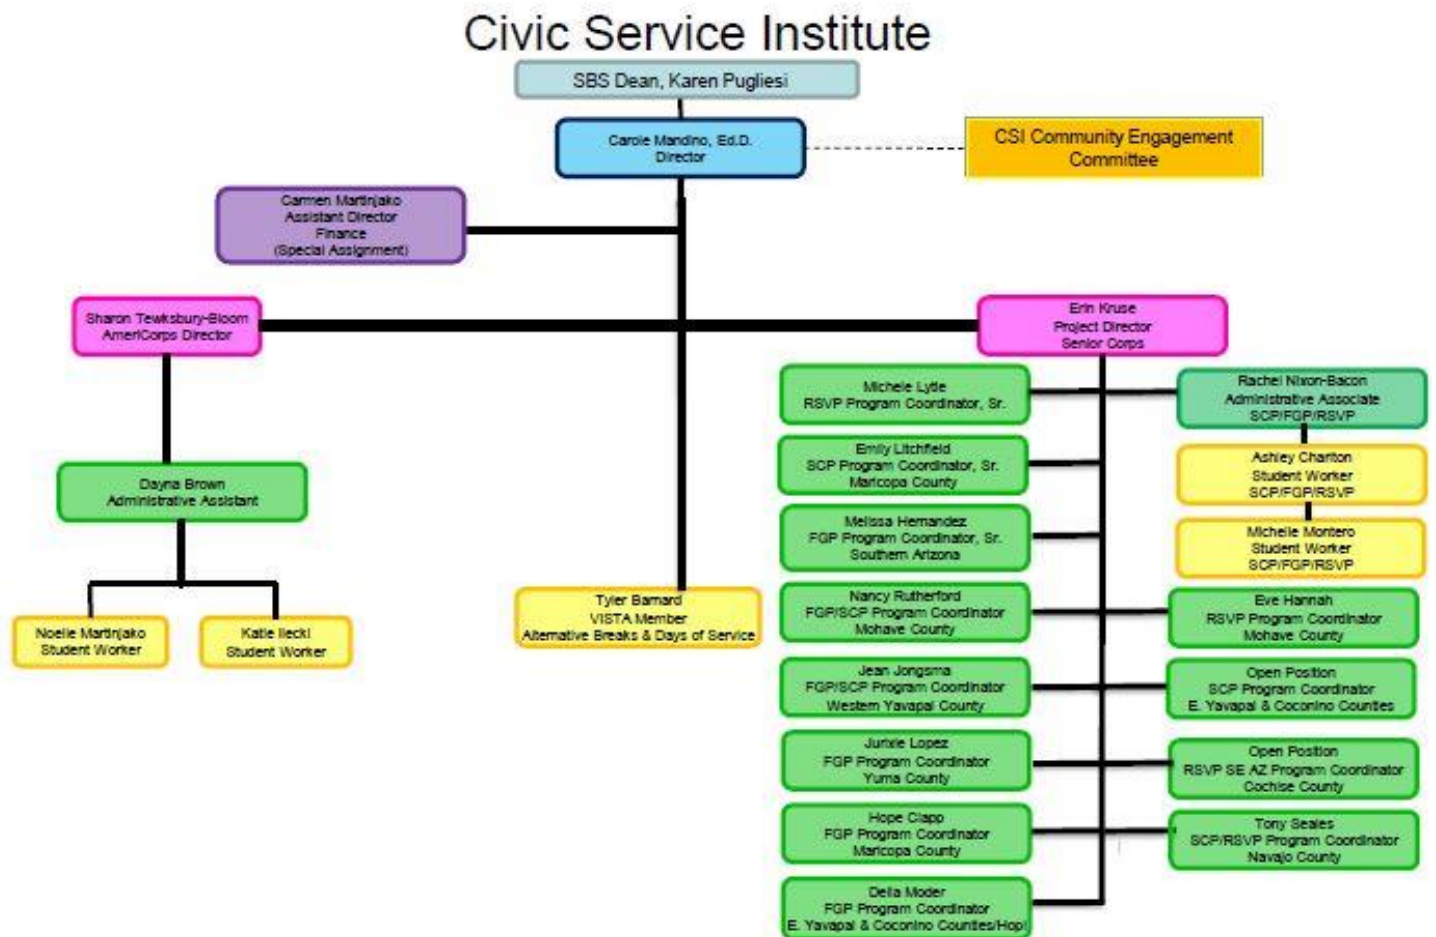 Civic Service Institute
SBS Dean, Karen Pugliesi
Carole Mandino, Ed.D.
Director
CSI Community Engagement
Committee
Carmen Martinjako
Assistant Director
Finance
(Special Assignment)
Sharon Tewksbury-Bloom
AmeriCorps Director
Erin Kruse
Project Director
Senior Corps
Michele Lytle
RSVP Program Coordinator, Sr.
Rachel Nixon-Bacon
Administrative Associate
SCP/FGP/RSVP
Emily Litchfield
SCP Program Coordinator, Sr.
Maricopa County
Ashley Charlton
Student Worker
SCP/FGP/RSVP
Dayna Brown
Administrative Assistant
Melissa Hernandez
FGP Program Coordinator, Sr.
Southern Arizona
Michelle Montero
Student Worker
SCP/FGP/RSVP
Noelle Martinjako
Student Worker
Katie Ilecki
Student Worker
Tyler Barnard
VISTA Member
Alternative Breaks & Days of Service
Nancy Rutherford
FGP/SCP Program Coordinator
Mohave County
Eve Hannah
RSVP Program Coordinator
Mohave County
Jean Jongsma
FGP/SCP Program Coordinator
Western Yavapai County
Open Position
SCP Program Coordinator
E. Yavapai & Coconino Counties
Jurixie Lopez
FGP Program Coordinator
Yuma County
Open Position
RSVP SE AZ Program Coordinator
Cochise County
Hope Clapp
FGP Program Coordinator
Maricopa County
Tony Seales
SCP/RSVP Program Coordinator
Navajo County
Della Moder
FGP Program Coordinator
E. Yavapai & Coconino Counties/Hopi